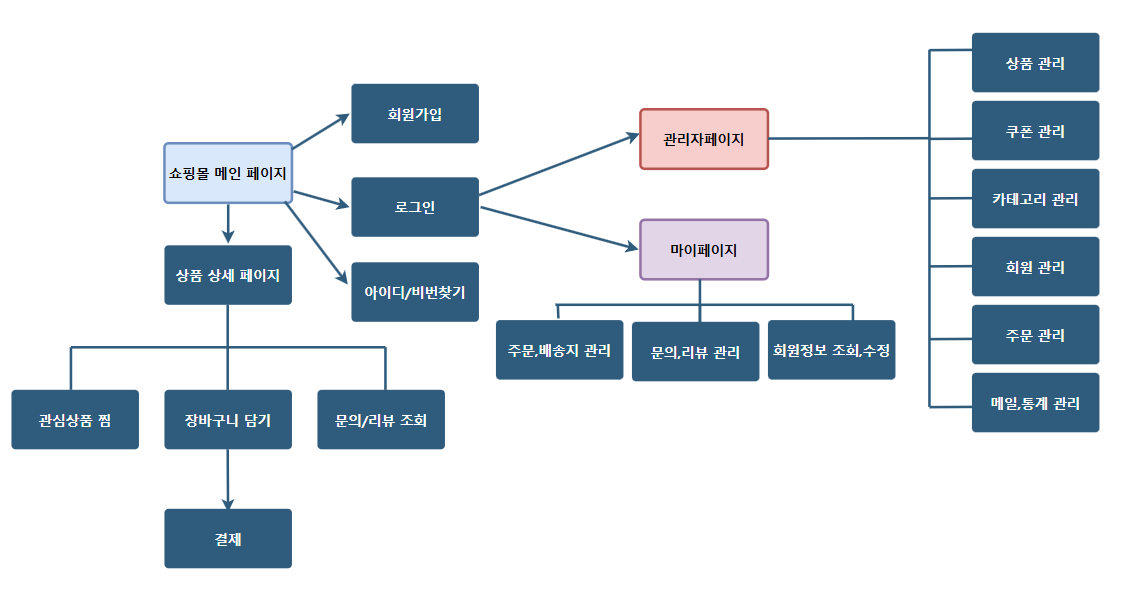 쇼핑몰 메인 페이지
회원가입
로그인
아이디/비번찾기
상품 상세 페이지
관심상품 찜
장바구니 담기
문의/리뷰 조회
결제
관리자페이지
마이페이지
주문,배송지 관리
문의,리뷰 관리
회원정보 조회,수정
상품 관리
쿠폰 관리
카테고리 관리
회원 관리
주문 관리
메일,통계 관리